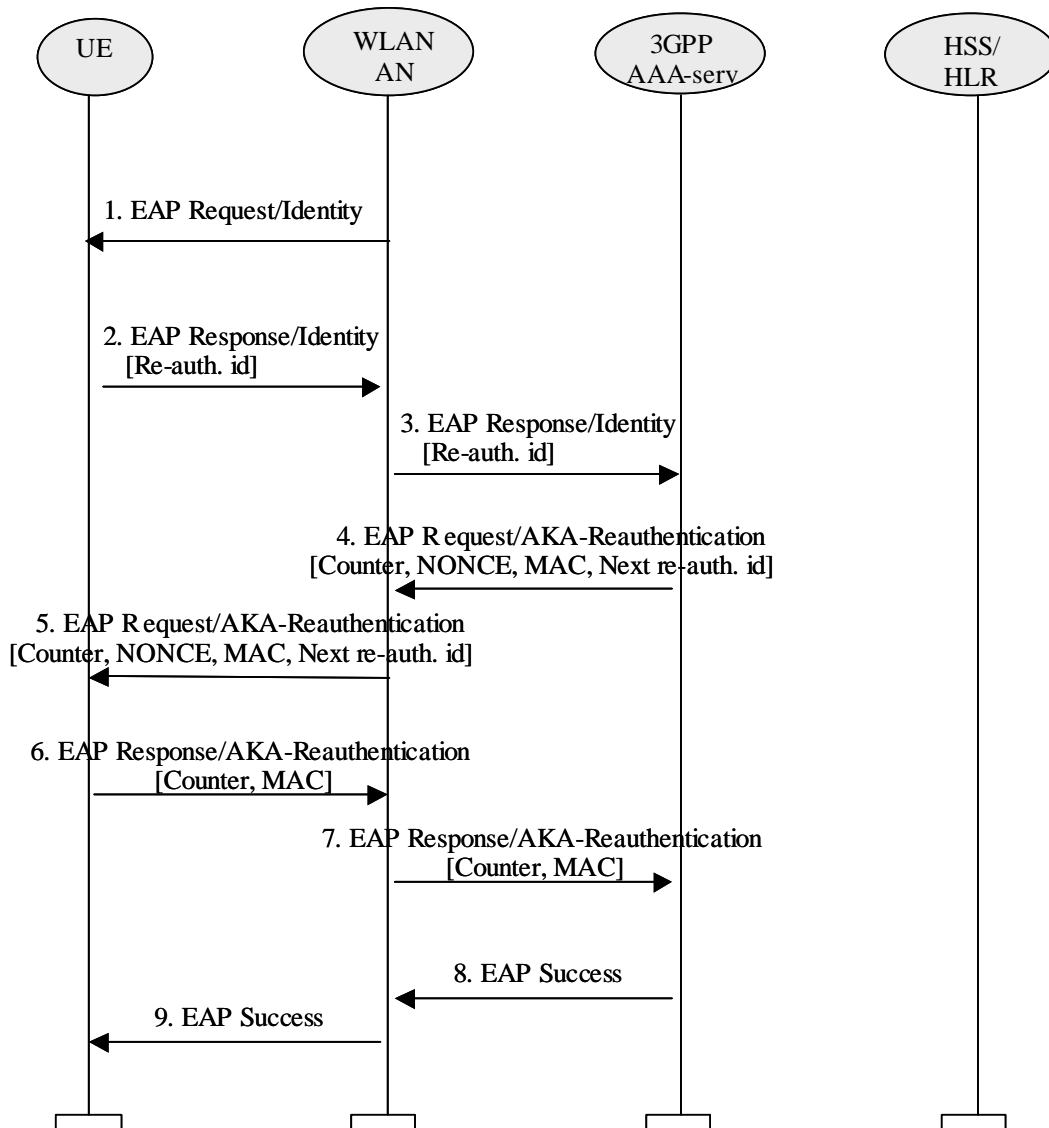 UE
WLAN
AN
3GPP
AAA-serv
HSS/
HLR
1. EAP Request/Identity
2. EAP Response/Identity
[Re-auth. id]
3. EAP Response/Identity
[Re-auth. id]
4. EAP Request/AKA-Reauthentication
[Counter, NONCE, MAC, Next re-auth. id]
5. EAP Request/AKA-Reauthentication
[Counter, NONCE, MAC, Next re-auth. id]
6. EAP Response/AKA-Reauthentication
[Counter, MAC]
7. EAP Response/AKA-Reauthentication
[Counter, MAC]
8. EAP Success
9. EAP Success